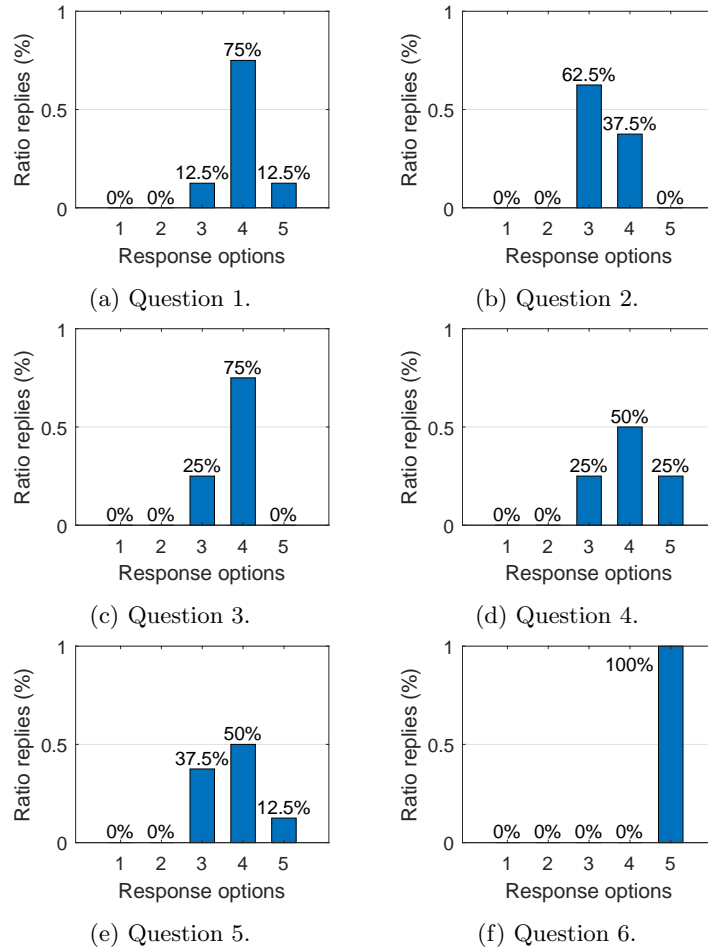 1
0.5
0
Ratio replies (%)
0% 0% 12.5% 75% 12.5%
1 2 3 4 5
Response options
(a) Question 1.
1
0.5
0
Ratio replies (%)
0% 0% 62.5% 37.5% 0%
1 2 3 4 5
Response options
(b) Question 2.
1
0.5
0
Ratio replies (%)
0% 0% 25% 75% 0%
1 2 3 4 5
Response options
(c) Question 3.
1
0.5
0
Ratio replies (%)
0% 0% 25% 50% 25%
1 2 3 4 5
Response options
(d) Question 4.
1
0.5
0
Ratio replies (%)
0% 0% 37.5% 50% 12.5%
1 2 3 4 5
Response options
(e) Question 5.
1
0.5
0
Ratio replies (%)
0% 0% 0% 0% 100%
1 2 3 4 5
Response options
(f) Question 6.